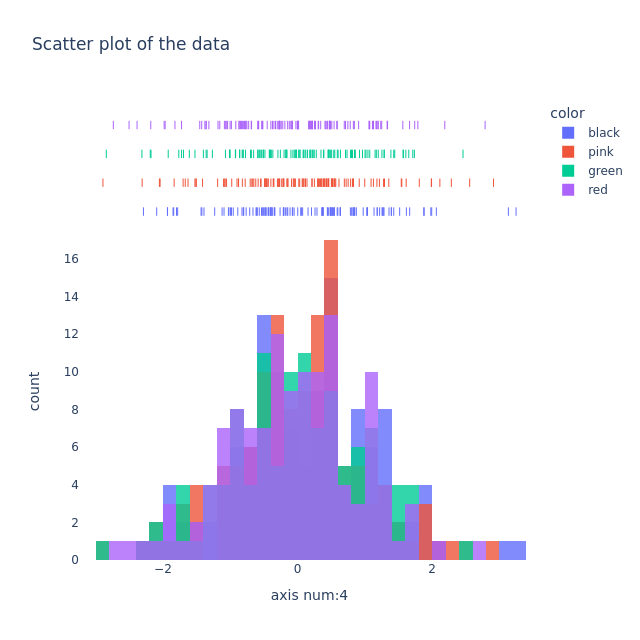 Scatter plot of the data
color
black
pink
green
red
16
14
12
10
8
6
4
2
0
count
−2
0
2
axis num:4